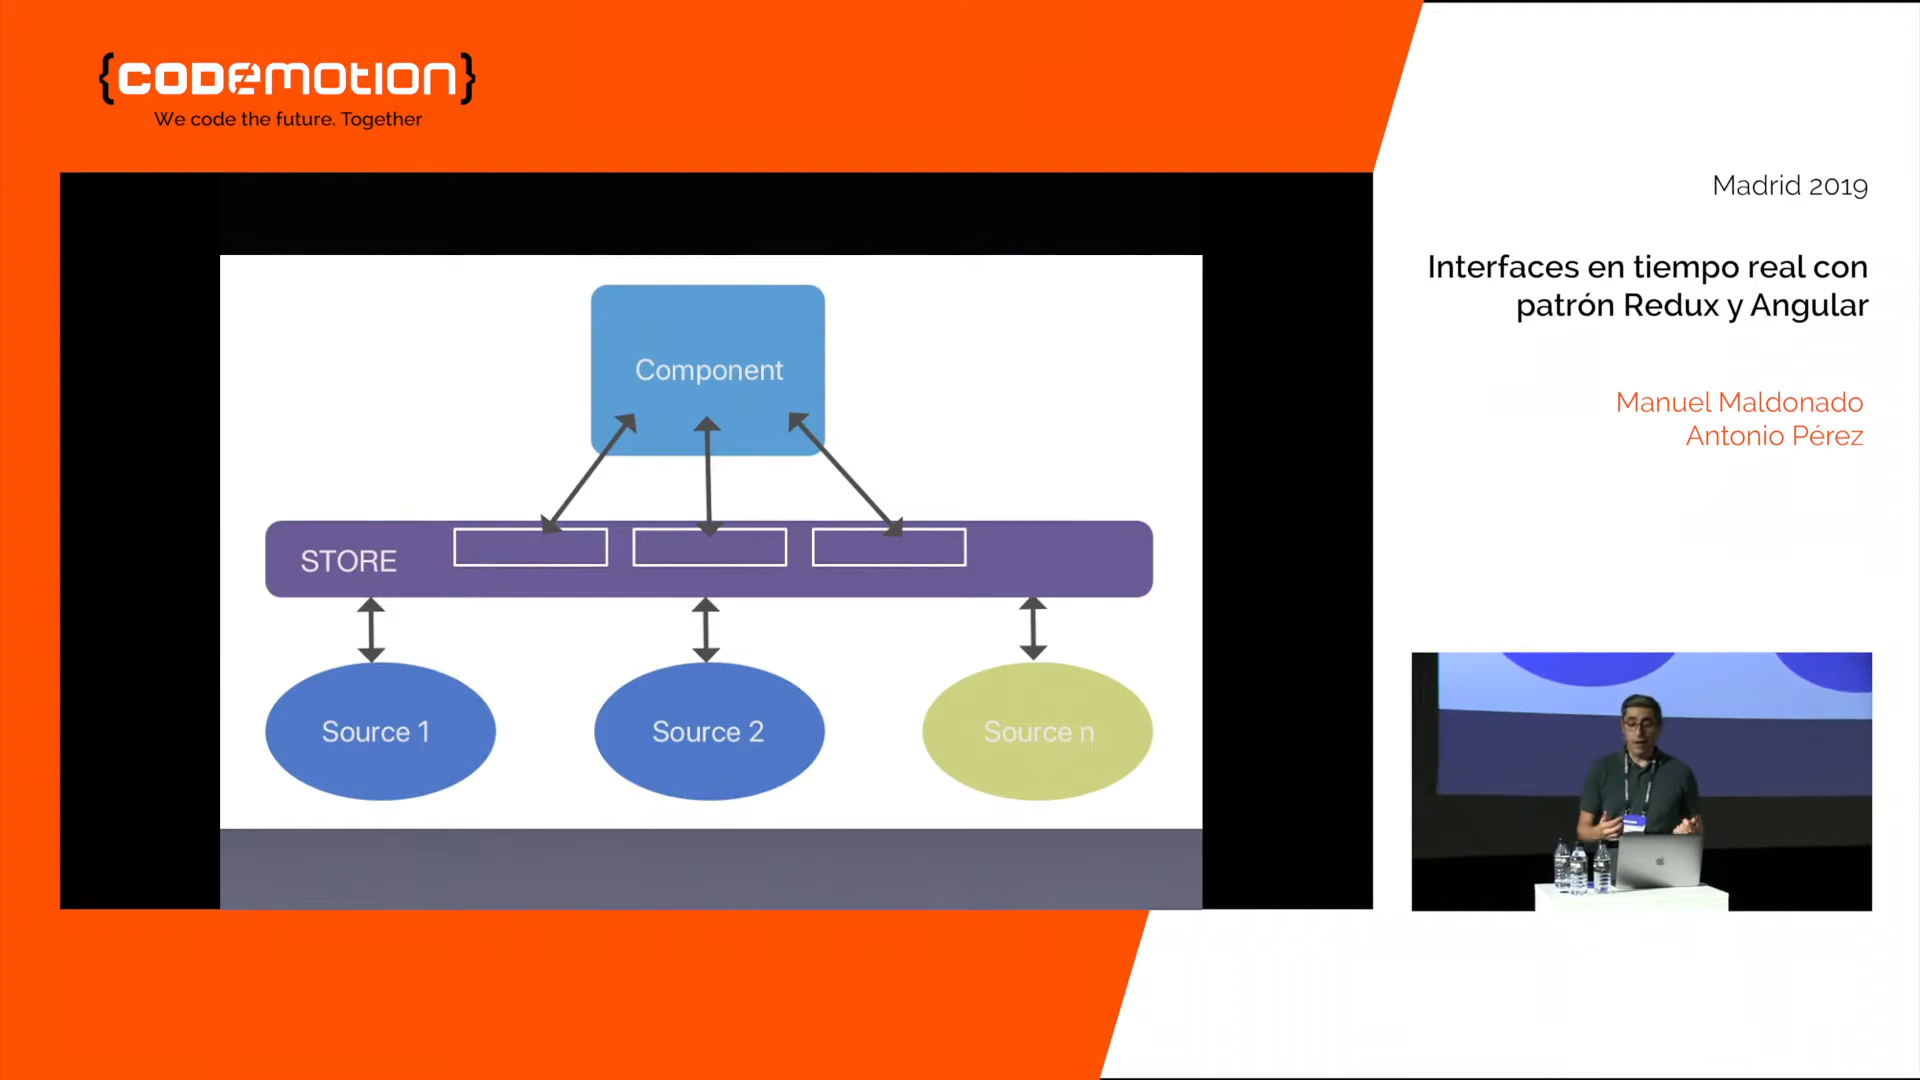 {codemotion}
We code the future. Together
Madrid 2019
Interfaces en tiempo real con
patrón Redux y Angular
Manuel Maldonado
Antonio Pérez
Component
STORE
Source 1
Source 2
Source n